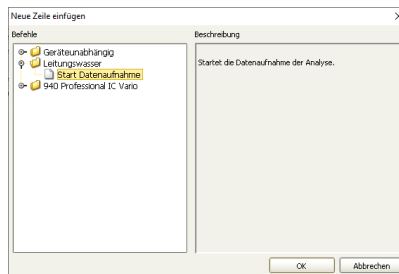 Neue Zeile einfügen
Befehle
Beschreibung
Geräteunabhängig
Leitungswasser
Start Datenaufnahme
940 Professional IC Vario
Startet die Datenaufnahme der Analyse.
OK
Abbrechen